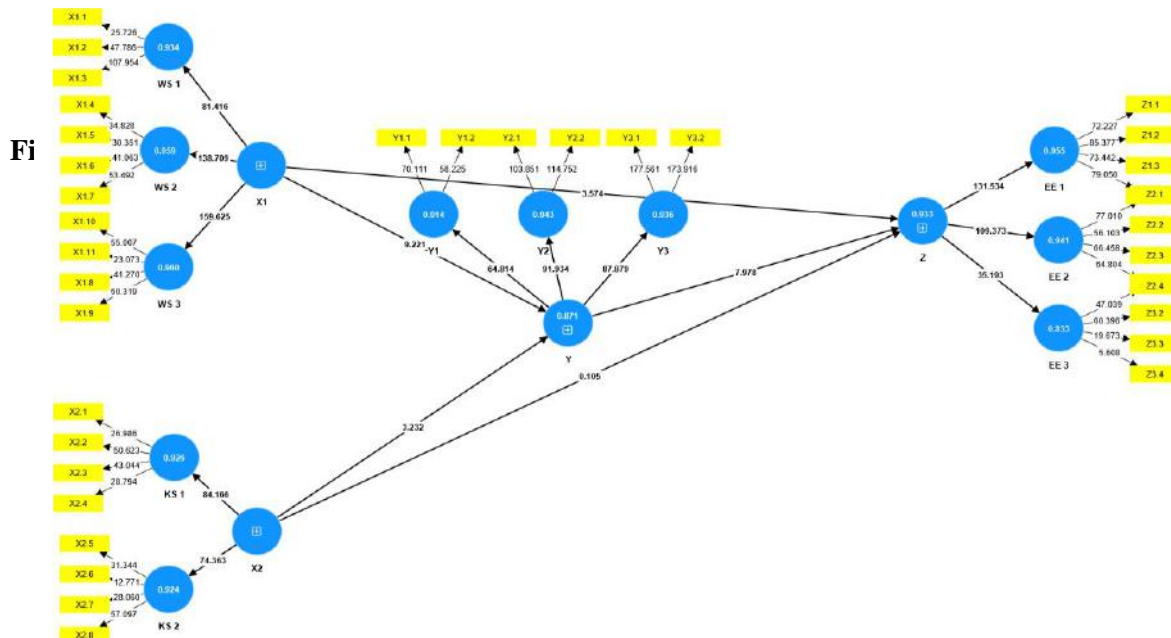 X1.1
X1.2
X1.3
25.726
47.786
107.954
0.934
WS 1
X1.4
X1.5
X1.6
X1.7
34.828
30.351
41.063
53.692
0.959
WS 2
X1.10
X1.11
X1.8
X1.9
55.007
23.073
41.270
60.319
0.960
WS 3
Fi
81.416
138.709
159.625
X1
Y1.1
Y1.2
Y2.1
Y2.2
Y3.1
Y3.2
70.111
58.225
103.851
114.752
177.561
173.916
3.574
0.914
0.943
0.936
Y1
Y2
Y3
9.221
64.814
91.934
87.879
0.871
Y
7.978
0.105
3.232
0.933
Z
131.534
109.373
35.193
Z1.1
Z1.2
Z1.3
Z2.1
72.227
85.377
73.442
79.050
0.955
EE 1
Z2.2
Z2.3
Z2.4
77.010
56.103
66.458
64.804
0.941
EE 2
Z3.2
Z3.3
Z3.4
47.039
60.396
19.673
5.608
EE 3
X2.1
X2.2
X2.3
X2.4
26.986
50.623
43.044
28.794
0.926
KS 1
84.166
X2
74.363
X2.5
X2.6
X2.7
X2.8
31.344
12.771
28.060
57.097
0.924
KS 2